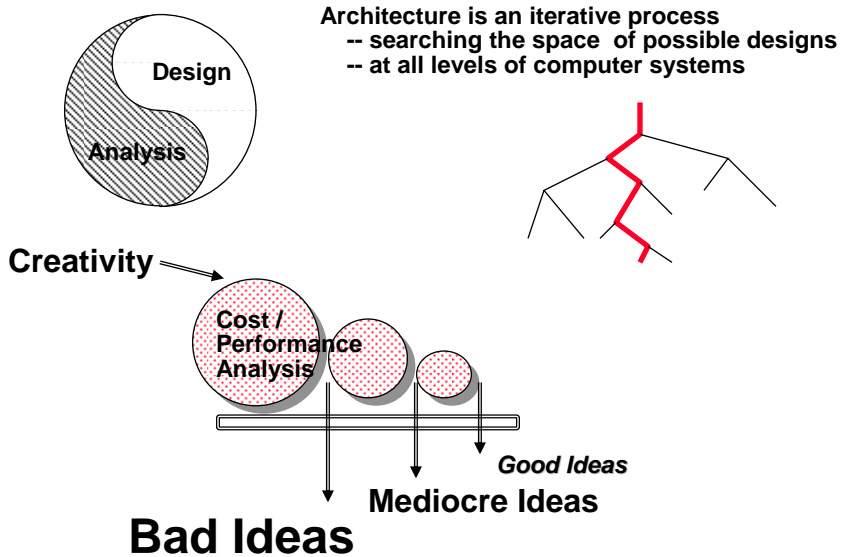 Architecture is an iterative process
-- searching the space of possible designs
-- at all levels of computer systems
Design
Analysis
Creativity
Cost /
Performance
Analysis
Good Ideas
Mediocre Ideas
Bad Ideas